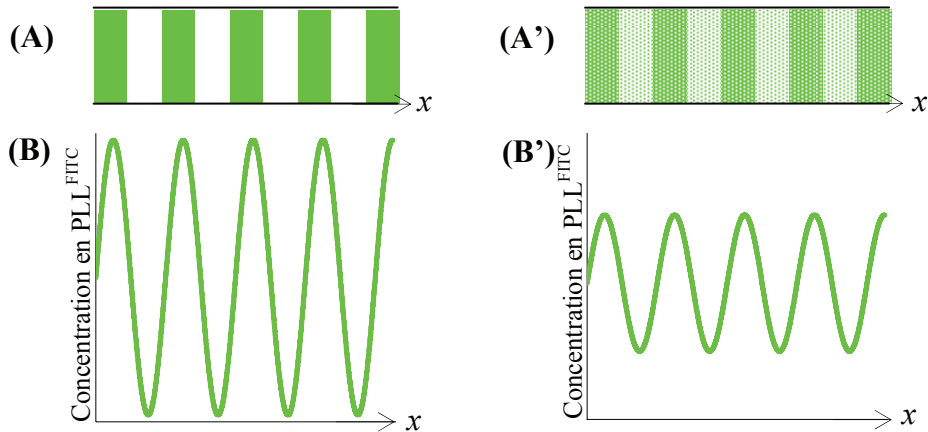 (A)
x
(A’)
x
(B)
Concentration en PLL^FITC
x
(B’)
Concentration en PLL^FITC
x